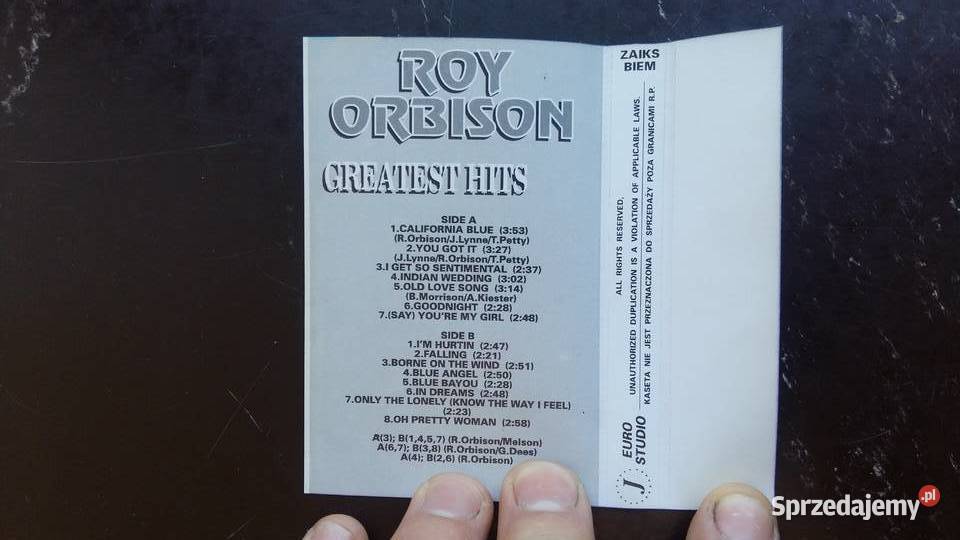 ROY
ORBISON
GREATEST HITS
SIDE A
1.CALIFORNIA BLUE (3:53)
(R.Orbison/J.Lynne/T.Petty)
2.YOU GOT IT (3:27)
(J.Lynne/R.Orbison/T.Petty)
3.I GET SO SENTIMENTAL (2:37)
4.INDIAN WEDDING (3:02)
5.OLD LOVE SONG (3:14)
(B.Morrison/A.Kiester)
6.GOODNIGHT (2:28)
7.(SAY) YOU'RE MY GIRL (2:48)
SIDE B
1.I'M HURTIN (2:47)
2.FALLING (2:21)
3.BORNE ON THE WIND (2:51)
4.BLUE ANGEL (2:50)
5.BLUE BAYOU (2:28)
6.IN DREAMS (2:48)
7.ONLY THE LONELY (KNOW THE WAY I FEEL)
(2:23)
8.OH PRETTY WOMAN (2:58)
A(3); B(1,4,5,7) (R.Orbison/Melson)
A(6,7); B(3,8) (R.Orbison/G.Dees)
A(4); B(2,6) (R.Orbison)
ZAIKS
BIEM
ALL RIGHTS RESERVED,
UNAUTHORIZED DUPLICATION IS A VIOLATION OF APPLICABLE LAWS.
KASETA NIE JEST PRZEZNACZONA DO SPRZEDAŻY POZA GRANICAMI R.P.
J EURO
STUDIO
Sprzedajemy.pl